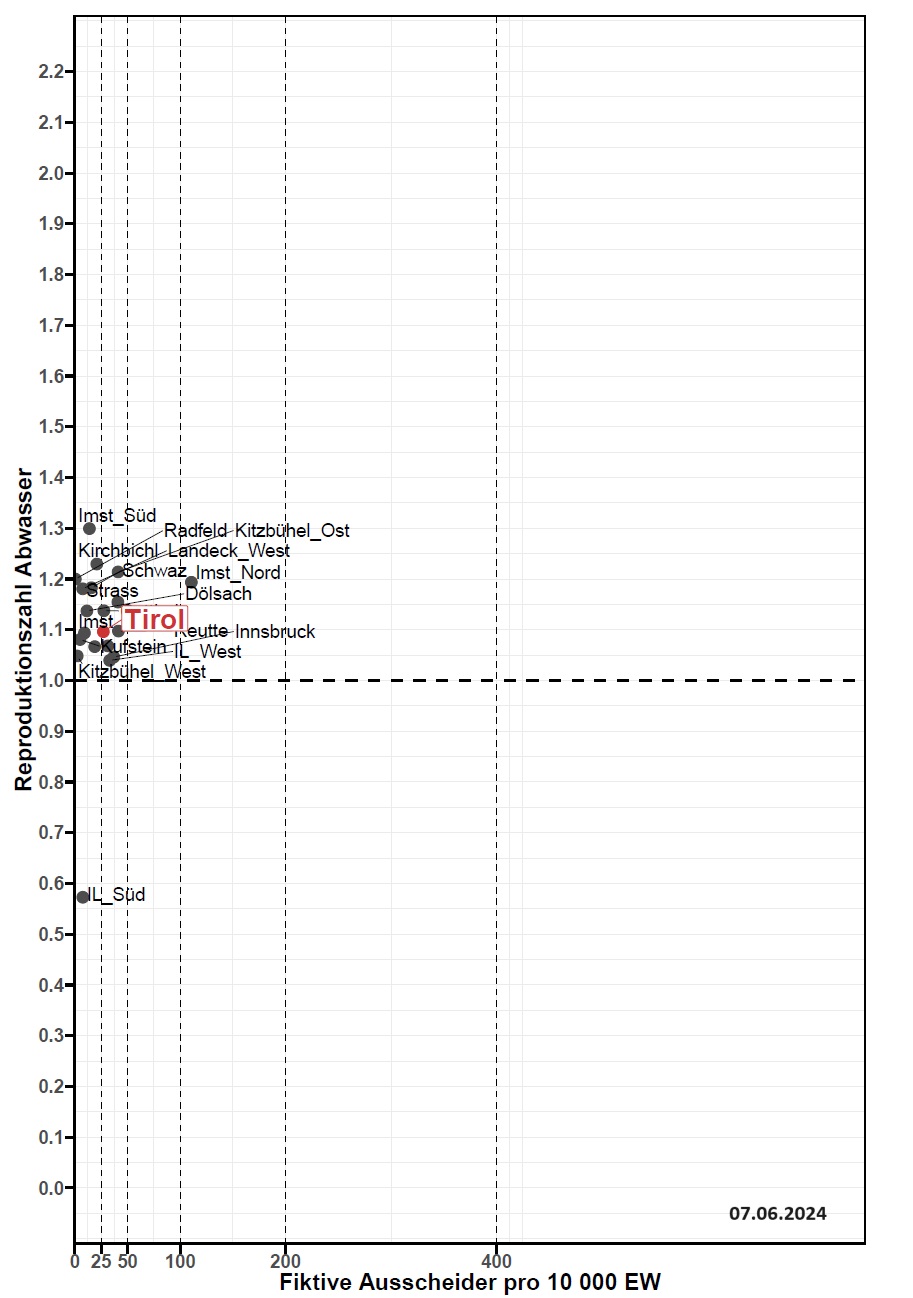 2.2
2.1
2.0
1.9
1.8
1.7
1.6
1.5
1.4
1.3
1.2
1.1
1.0
0.9
0.8
0.7
0.6
0.5
0.4
0.3
0.2
0.1
0.0
Reproduktionszahl Abwasser
Imst_Süd
Radfeld Kitzbühel_Ost
Kirchbichl Landeck_West
Schwaz Imst_Nord
Strass
Dölsach
Imst
Tirol
Reutte Innsbruck
Kufstein IL_West
Kitzbühel_West
IL_Süd
07.06.2024
0 25 50 100 200 400
Fiktive Ausscheider pro 10 000 EW